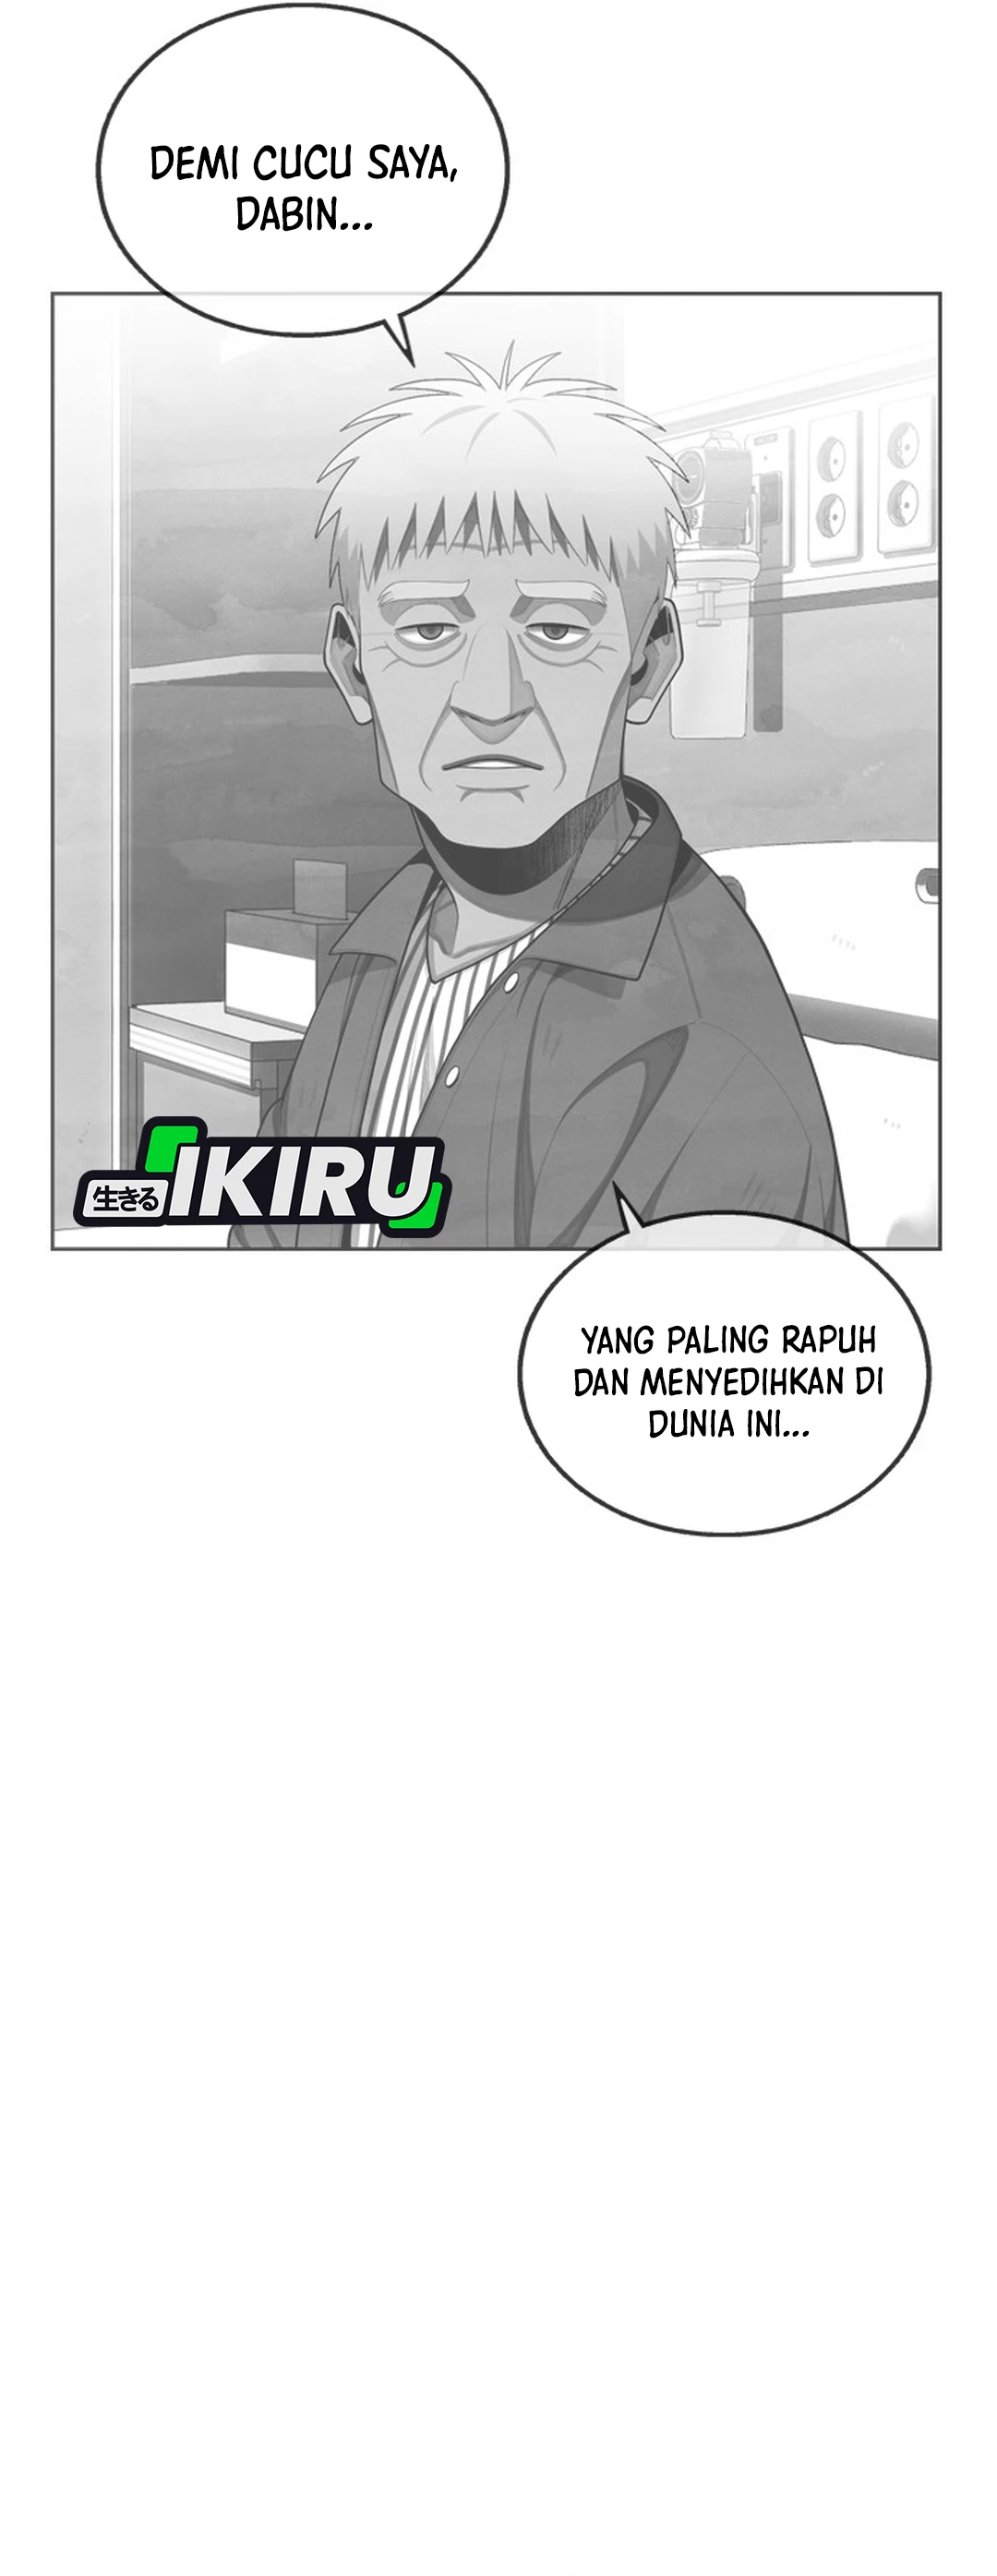 DEMI CUCU SAYA,
DABIN...
生きる IKIRU
YANG PALING RAPUH
DAN MENYEDIHKAN DI
DUNIA INI...